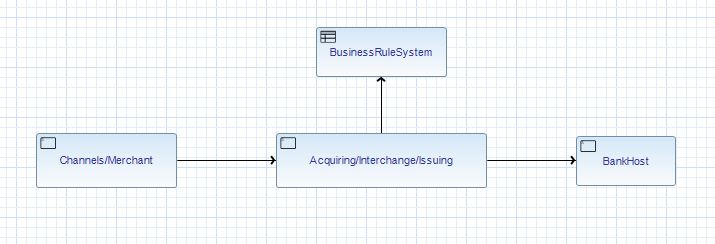 BusinessRuleSystem
Channels/Merchant
Acquiring/Interchange/Issuing
BankHost